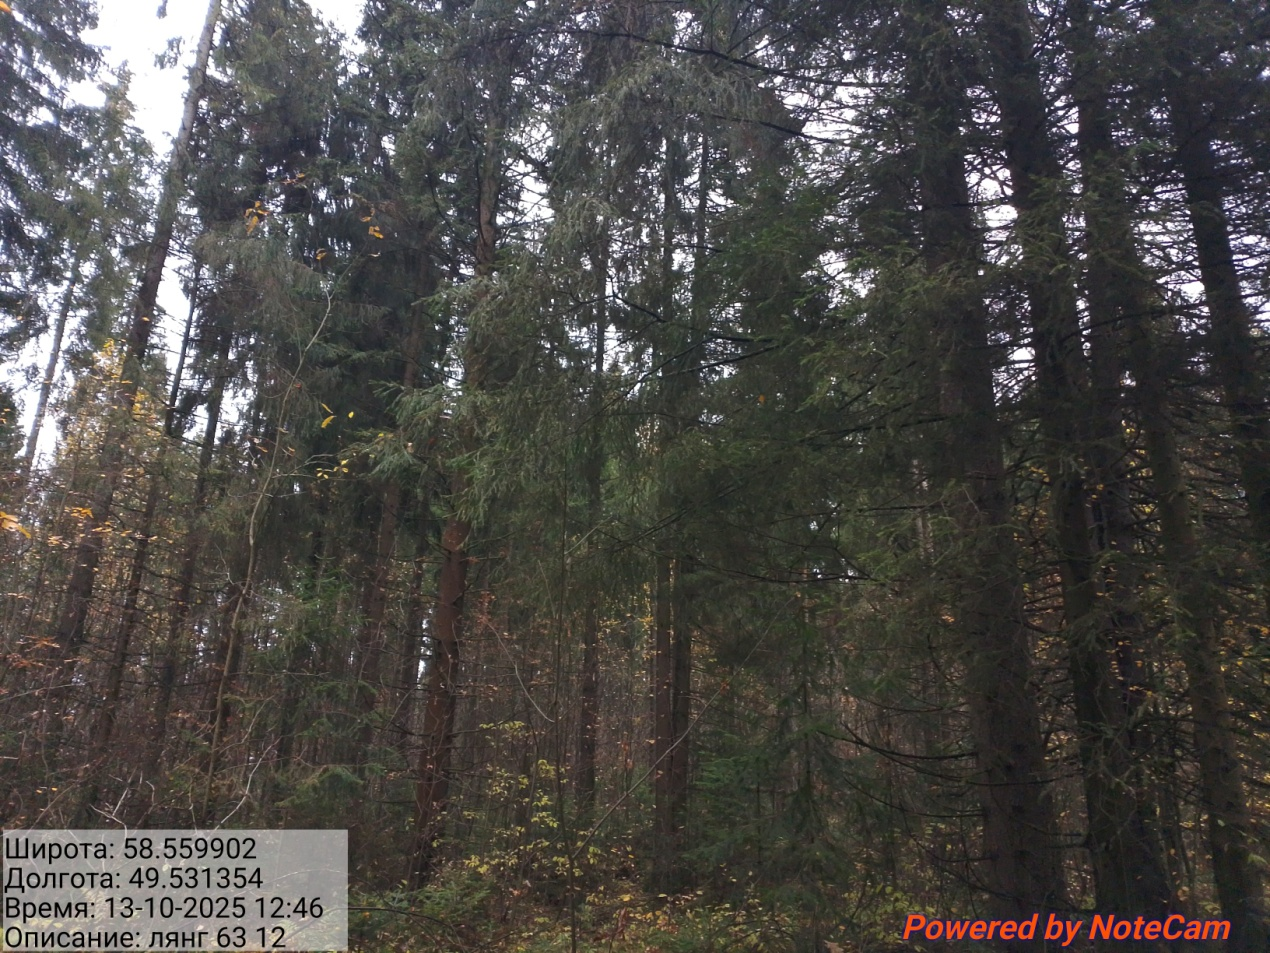 Широта: 58.559902
Долгота: 49.531354
Время: 13-10-2025 12:46
Описание: лянг 63 12
Powered by NoteCam